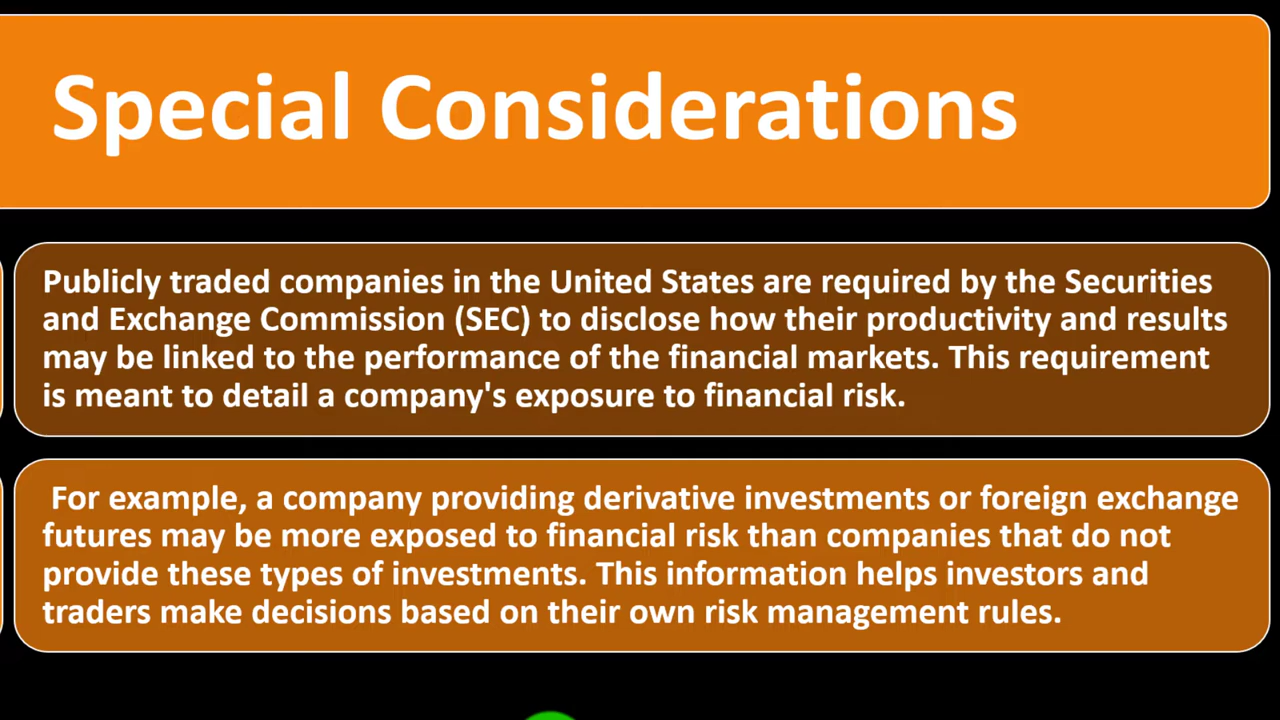 Special Considerations
Publicly traded companies in the United States are required by the Securities
and Exchange Commission (SEC) to disclose how their productivity and results
may be linked to the performance of the financial markets. This requirement
is meant to detail a company's exposure to financial risk.
For example, a company providing derivative investments or foreign exchange
futures may be more exposed to financial risk than companies that do not
provide these types of investments. This information helps investors and
traders make decisions based on their own risk management rules.